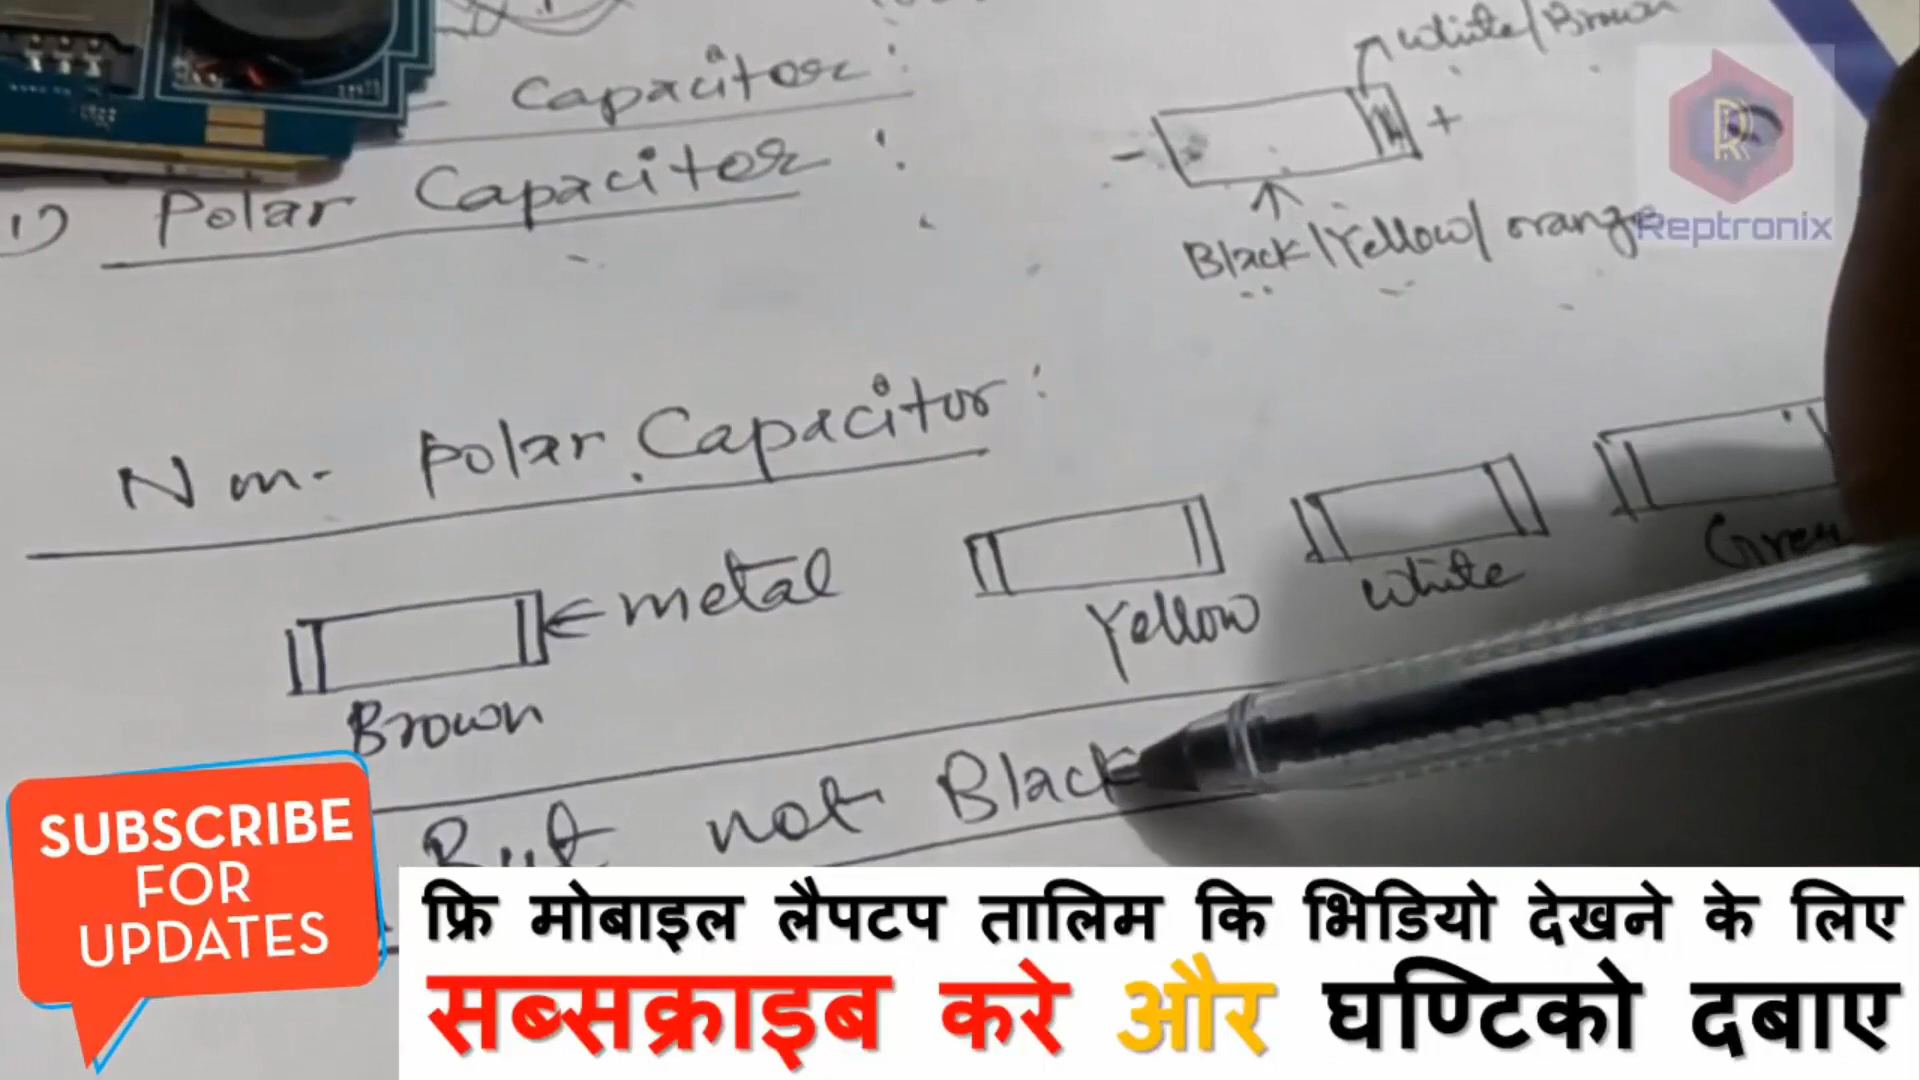 White/Brown
Capacitor:
1) Polar Capacitor:
- +
Black/Yellow/orange
Reptronix
Non-Polar Capacitor:
metal
Brown
Yellow
White
But not Black
SUBSCRIBE
FOR
UPDATES
फ्रि मोबाइल लैपटप तालिम कि भिडियो देखने के लिए
सब्सक्राइब करे और घण्टिको दबाए